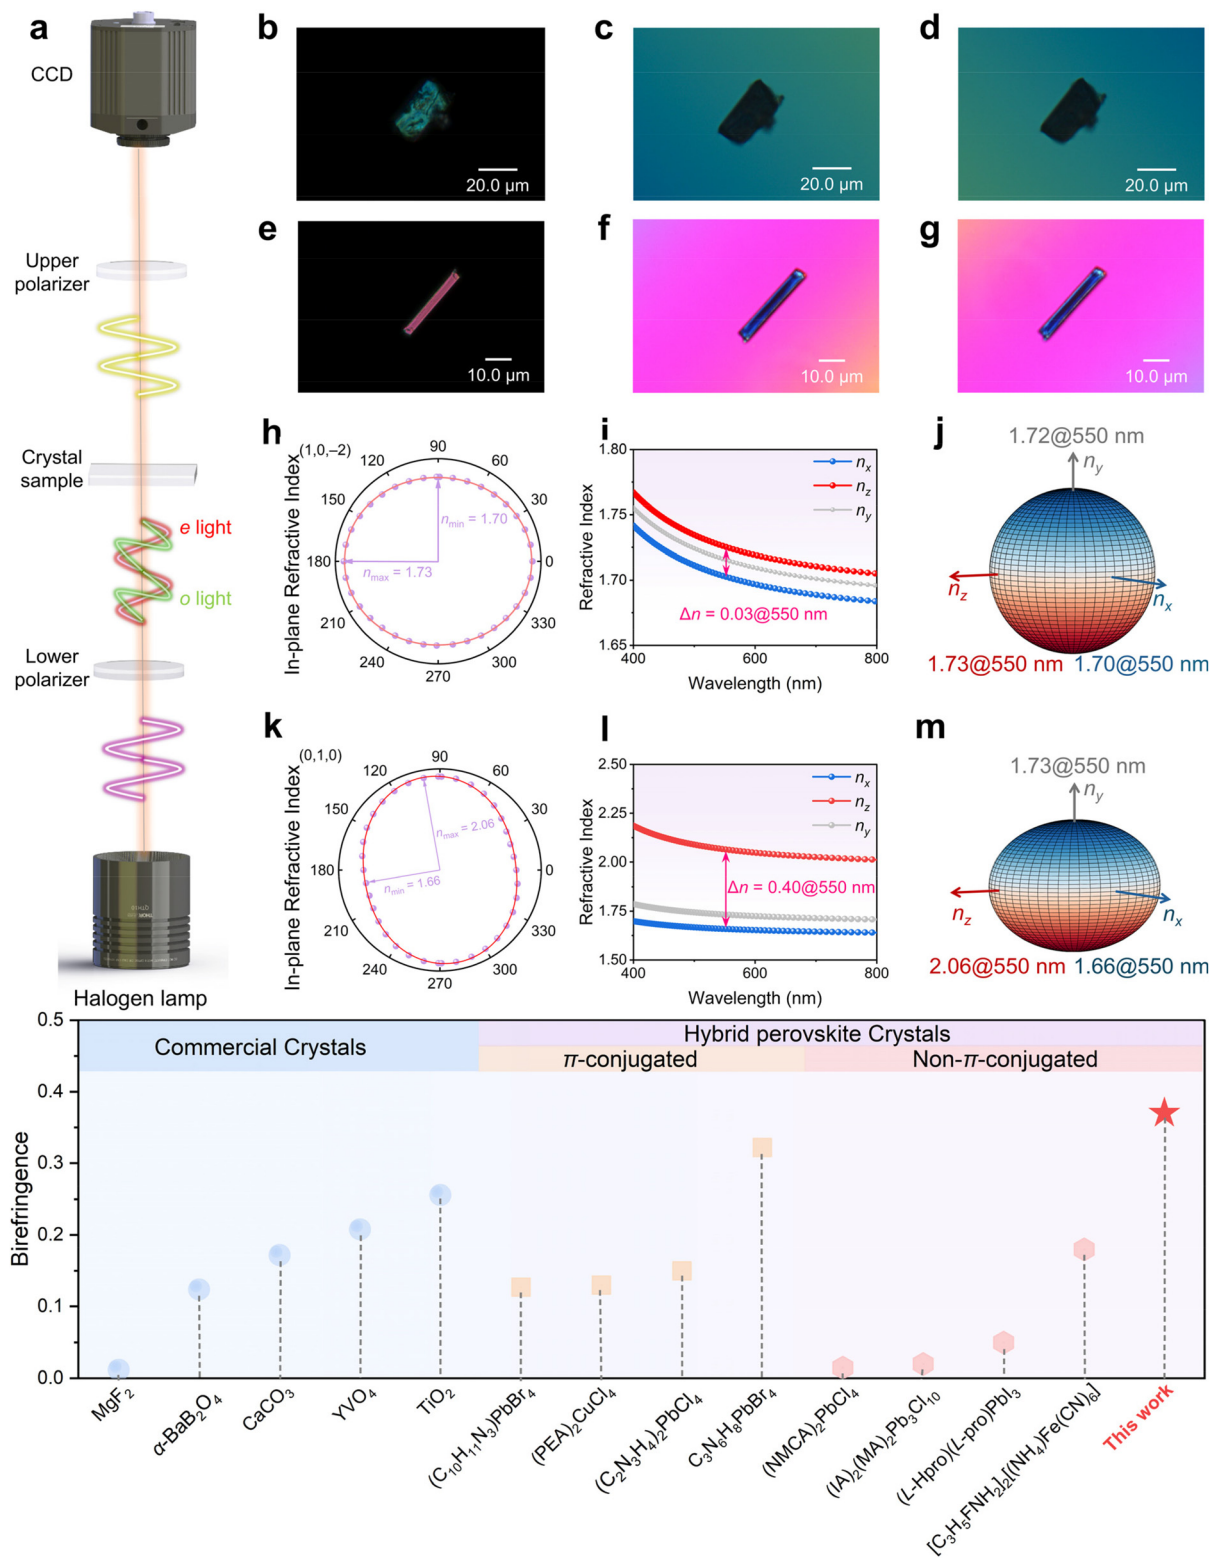 a
CCD
Upper
polarizer
Crystal
sample
e light
o light
Lower
polarizer
Halogen lamp
b
20.0 μm
c
20.0 μm
d
20.0 μm
e
10.0 μm
f
10.0 μm
g
10.0 μm
h
(1,0,–2)
In-plane Refractive Index
90
120
60
150
30
180
0
210
330
240
300
270
nmin = 1.70
nmax = 1.73
i
1.80
1.75
1.70
1.65
Refractive Index
nx
nz
ny
Δn = 0.03@550 nm
400
600
800
Wavelength (nm)
j
1.72@550 nm
ny
nz
nx
1.73@550 nm
1.70@550 nm
k
(0,1,0)
In-plane Refractive Index
90
120
60
150
30
180
0
210
330
240
300
270
nmax = 2.06
nmin = 1.66
l
2.50
2.25
2.00
1.75
1.50
Refractive Index
nx
nz
ny
Δn = 0.40@550 nm
400
600
800
Wavelength (nm)
m
1.73@550 nm
ny
nz
nx
2.06@550 nm
1.66@550 nm
Commercial Crystals
Hybrid perovskite Crystals
π-conjugated
Non-π-conjugated
Birefringence
0.5
0.4
0.3
0.2
0.1
0.0
MgF₂
α-BaB₂O₄
CaCO₃
YVO₄
TiO₂
(C₁₀H₁₁N₃)PbBr₄
(PEA)₂CuCl₄
(C₂N₃H₄)₂PbCl₄
C₃N₆H₈PbBr₄
(NMCA)₂PbCl₄
(IA)₂(MA)₂Pb₃Cl₁₀
(L-Hpro)(L-pro)PbI₃
[C₃H₅FNH₂]₂[(NH₄)Fe(CN)₆]
This work